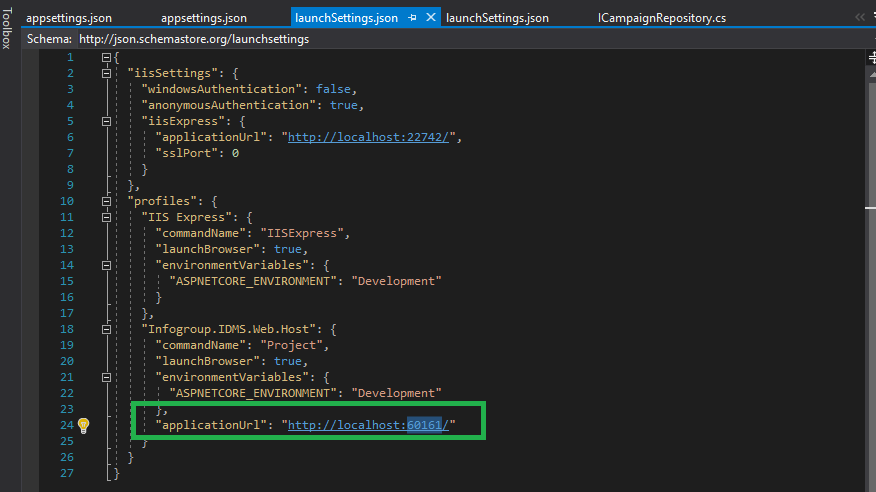 appsettings.json appsettings.json launchSettings.json launchSettings.json ICampaignRepository.cs
Toolbox
Schema: http://json.schemastore.org/launchsettings
1 {
2 "iisSettings": {
3 "windowsAuthentication": false,
4 "anonymousAuthentication": true,
5 "iisExpress": {
6 "applicationUrl": "http://localhost:22742/",
7 "sslPort": 0
8 }
9 },
10 "profiles": {
11 "IIS Express": {
12 "commandName": "IISExpress",
13 "launchBrowser": true,
14 "environmentVariables": {
15 "ASPNETCORE_ENVIRONMENT": "Development"
16 }
17 },
18 "Infogroup.IDMS.Web.Host": {
19 "commandName": "Project",
20 "launchBrowser": true,
21 "environmentVariables": {
22 "ASPNETCORE_ENVIRONMENT": "Development"
23 },
24 "applicationUrl": "http://localhost:60161/"
25 }
26 }
27 }